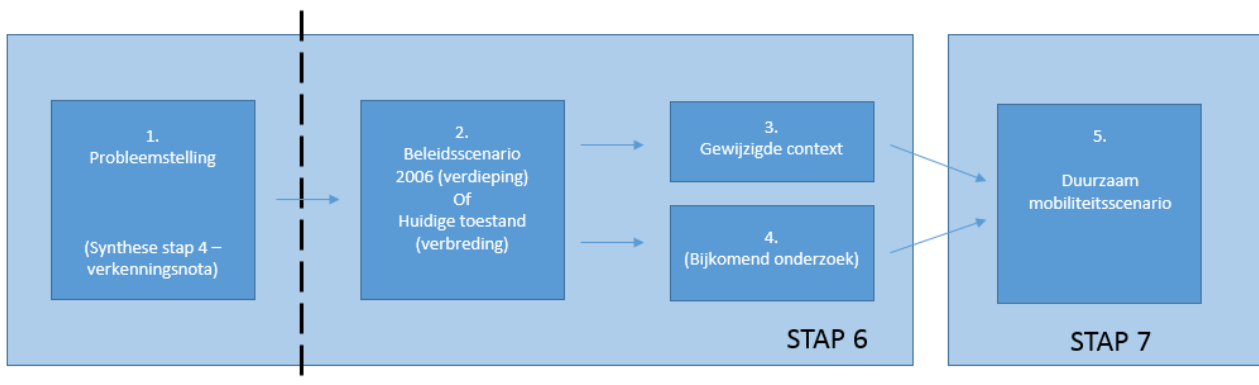 1.
Probleemstelling
(Synthese stap 4 –
verkenningsnota)
2.
Beleidsscenario
2006 (verdieping)
Of
Huidige toestand
(verbreding)
3.
Gewijzigde context
4.
(Bijkomend onderzoek)
STAP 6
5.
Duurzaam
mobiliteitsscenario
STAP 7